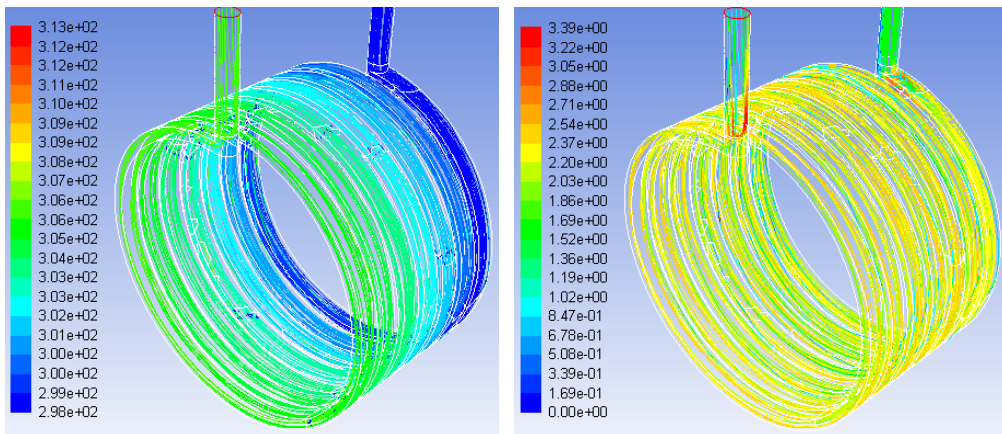 3.13e+02
3.12e+02
3.12e+02
3.11e+02
3.10e+02
3.09e+02
3.09e+02
3.08e+02
3.07e+02
3.06e+02
3.06e+02
3.05e+02
3.04e+02
3.03e+02
3.03e+02
3.02e+02
3.01e+02
3.00e+02
3.00e+02
2.99e+02
2.98e+02
3.39e+00
3.22e+00
3.05e+00
2.88e+00
2.71e+00
2.54e+00
2.37e+00
2.20e+00
2.03e+00
1.86e+00
1.69e+00
1.52e+00
1.36e+00
1.19e+00
1.02e+00
8.47e-01
6.78e-01
5.08e-01
3.39e-01
1.69e-01
0.00e+00